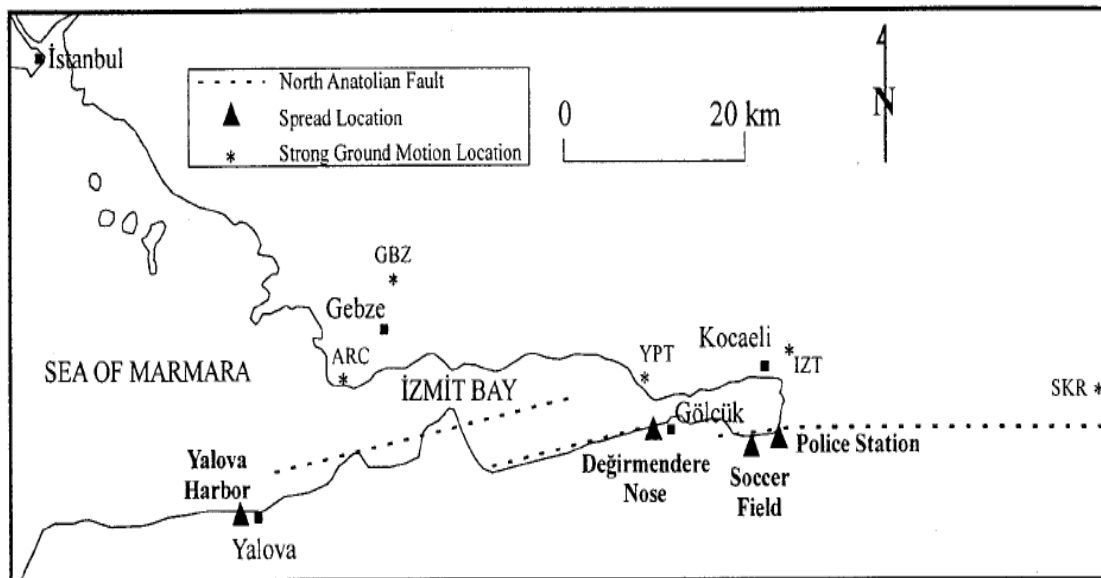 İstanbul
North Anatolian Fault
Spread Location
Strong Ground Motion Location
0
20 km
N
GBZ
Gebze
SEA OF MARMARA
ARC
İZMİT BAY
YPT
Kocaeli
IZT
SKR
Gölcük
Yalova
Harbor
Değirmendere
Nose
Soccer
Field
Police Station
Yalova